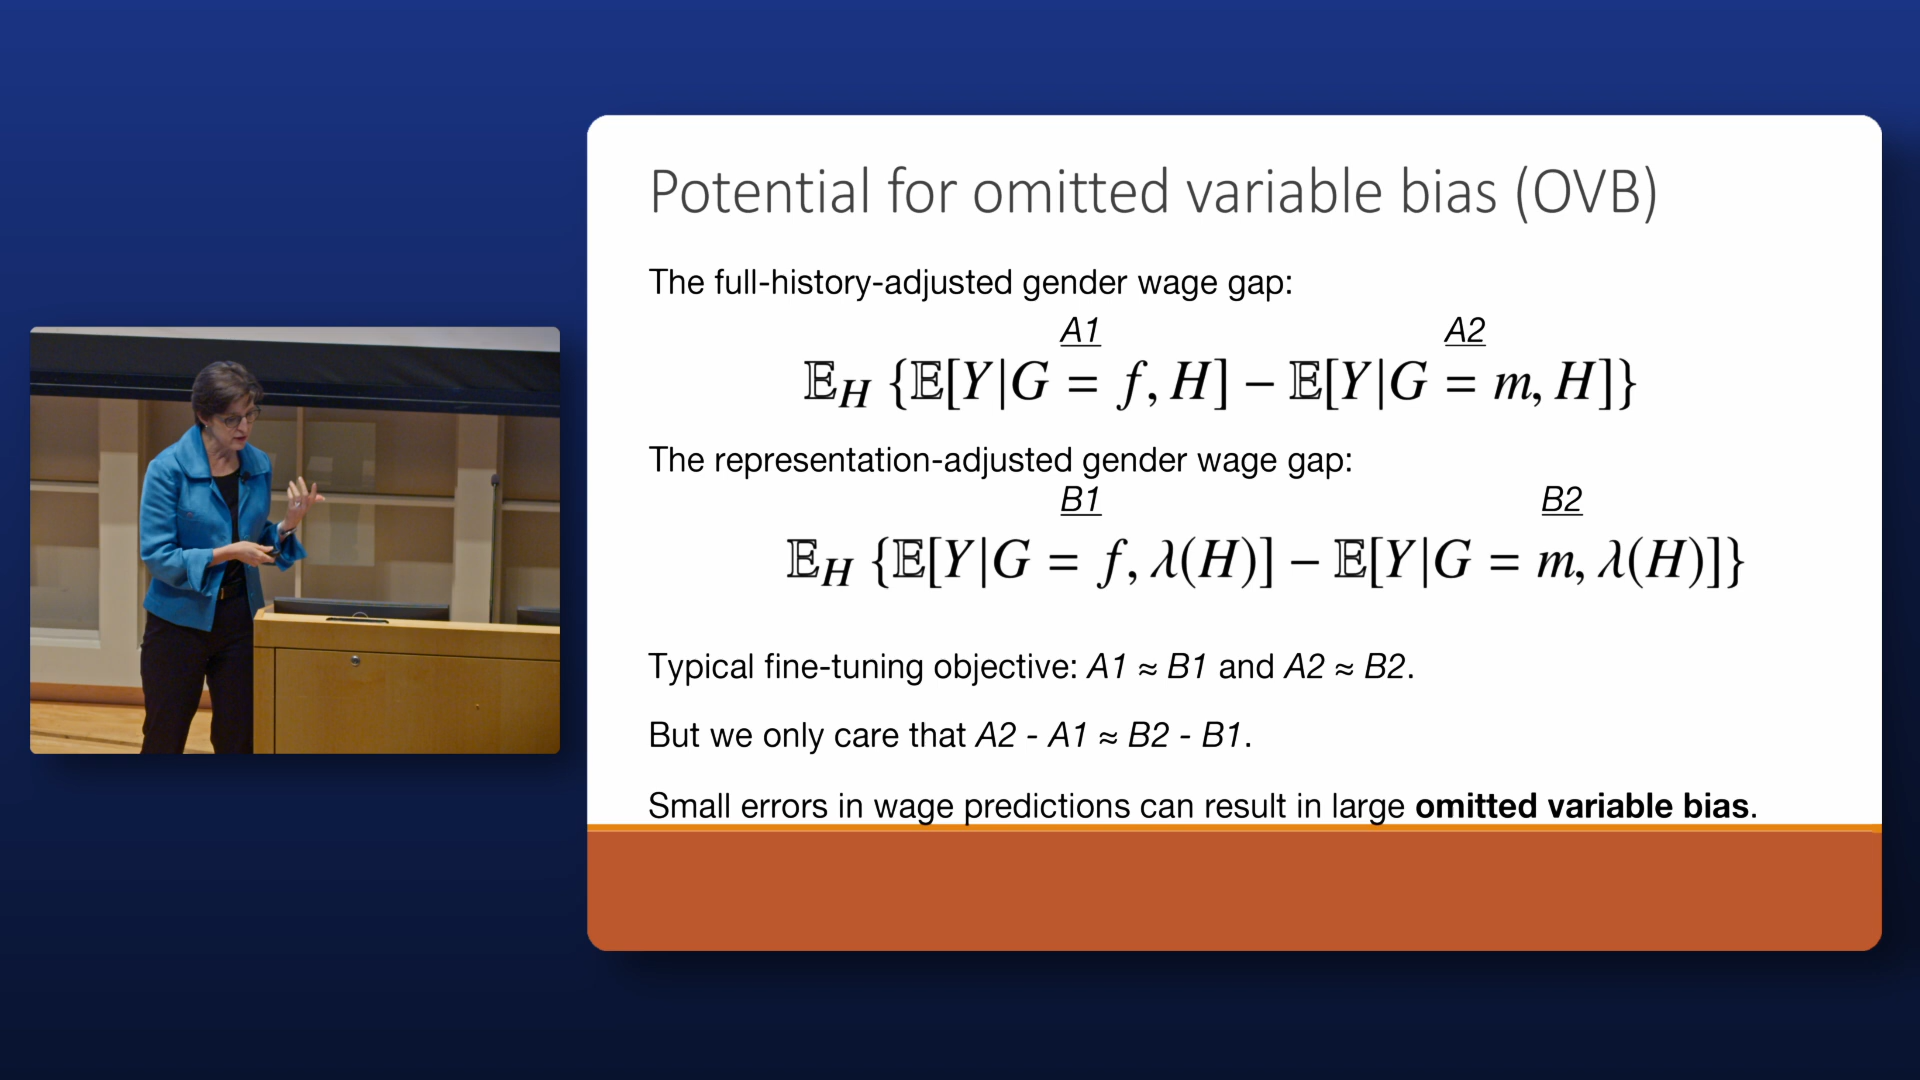 Potential for omitted variable bias (OVB)
The full-history-adjusted gender wage gap:
A1 A2
𝔼H {𝔼[Y|G = f, H] − 𝔼[Y|G = m, H]}
The representation-adjusted gender wage gap:
B1 B2
𝔼H {𝔼[Y|G = f, λ(H)] − 𝔼[Y|G = m, λ(H)]}
Typical fine-tuning objective: A1 ≈ B1 and A2 ≈ B2.
But we only care that A2 - A1 ≈ B2 - B1.
Small errors in wage predictions can result in large omitted variable bias.